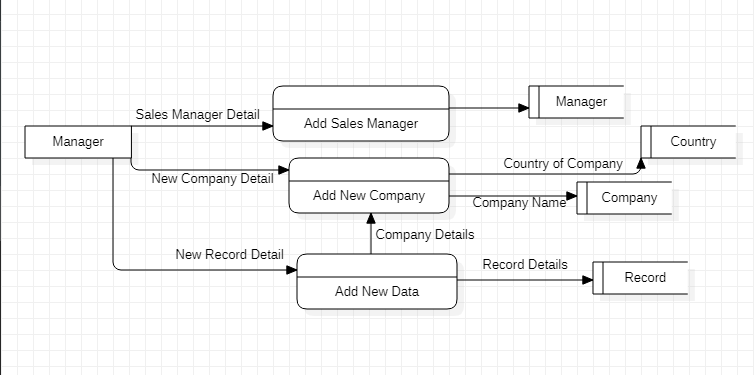 Sales Manager Detail
Add Sales Manager
Manager
Manager
Country
Country of Company
New Company Detail
Add New Company
Company Name
Company
Company Details
New Record Detail
Add New Data
Record Details
Record